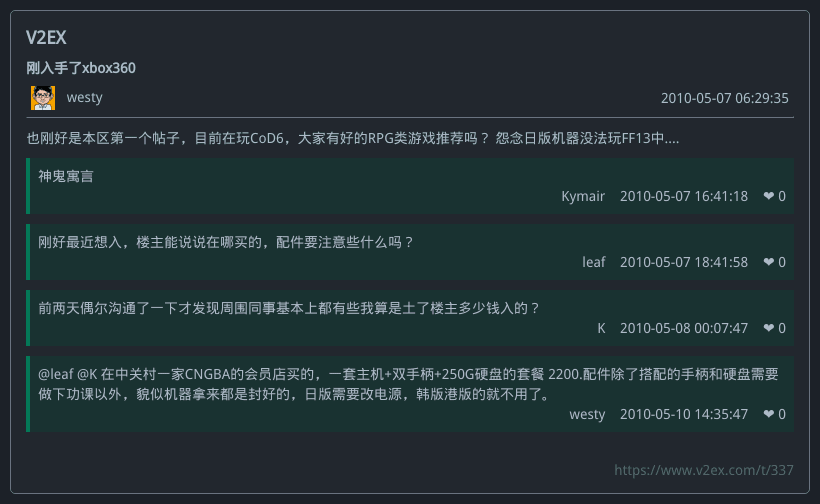 V2EX
刚入手了xbox360
westy 2010-05-07 06:29:35
也刚好是本区第一个帖子，目前在玩CoD6，大家有好的RPG类游戏推荐吗？ 怨念日版机器没法玩FF13中....
神鬼寓言
Kymair 2010-05-07 16:41:18 ❤ 0
刚好最近想入，楼主能说说在哪买的，配件要注意些什么吗？
leaf 2010-05-07 18:41:58 ❤ 0
前两天偶尔沟通了一下才发现周围同事基本上都有些我算是土了楼主多少钱入的？
K 2010-05-08 00:07:47 ❤ 0
@leaf @K 在中关村一家CNGBA的会员店买的，一套主机+双手柄+250G硬盘的套餐 2200.配件除了搭配的手柄和硬盘需要
做下功课以外，貌似机器拿来都是封好的，日版需要改电源，韩版港版的就不用了。
westy 2010-05-10 14:35:47 ❤ 0
https://www.v2ex.com/t/337